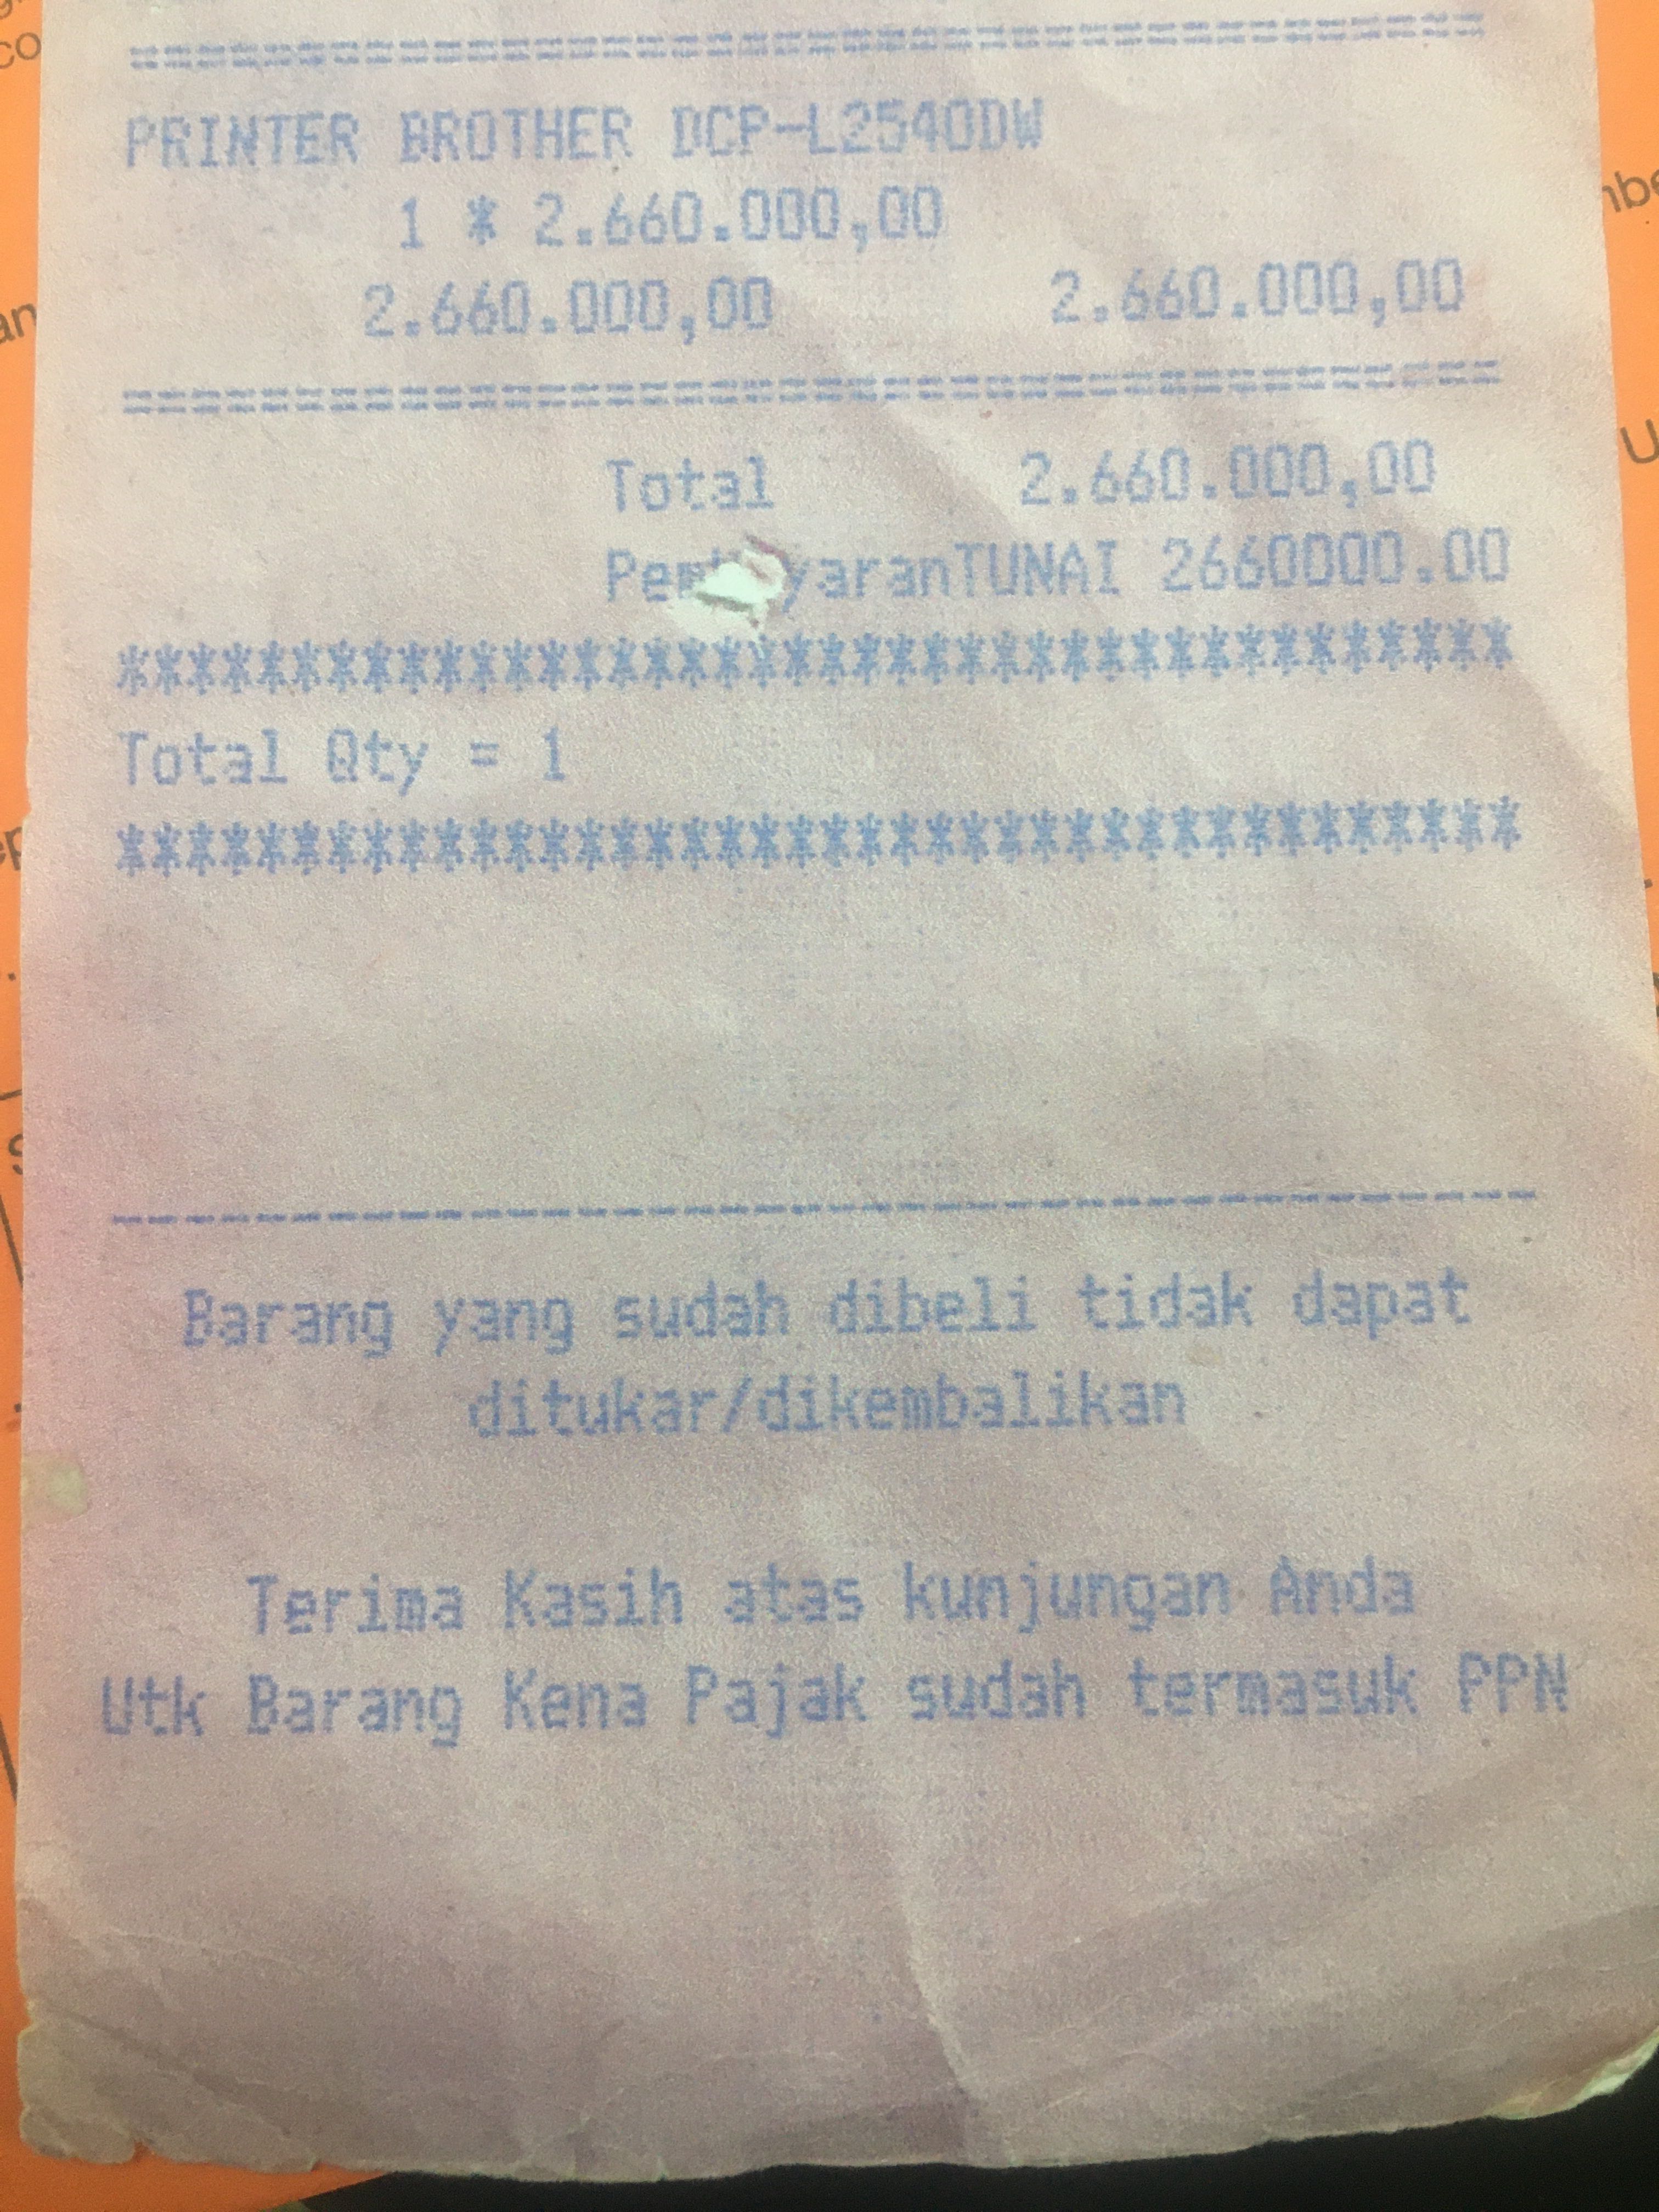 ================================
PRINTER BROTHER DCP-L2540DW
1 * 2.660.000,00
2.660.000,00 2.660.000,00
================================
Total 2.660.000,00
yaranTUNAI 2660000.00
****************************************
Total Qty = 1
****************************************
----------------------------------------
Barang yang sudah dibeli tidak dapat
ditukar/dikembalikan
Terima Kasih atas kunjungan Anda
Utk Barang Kena Pajak sudah termasuk PPN